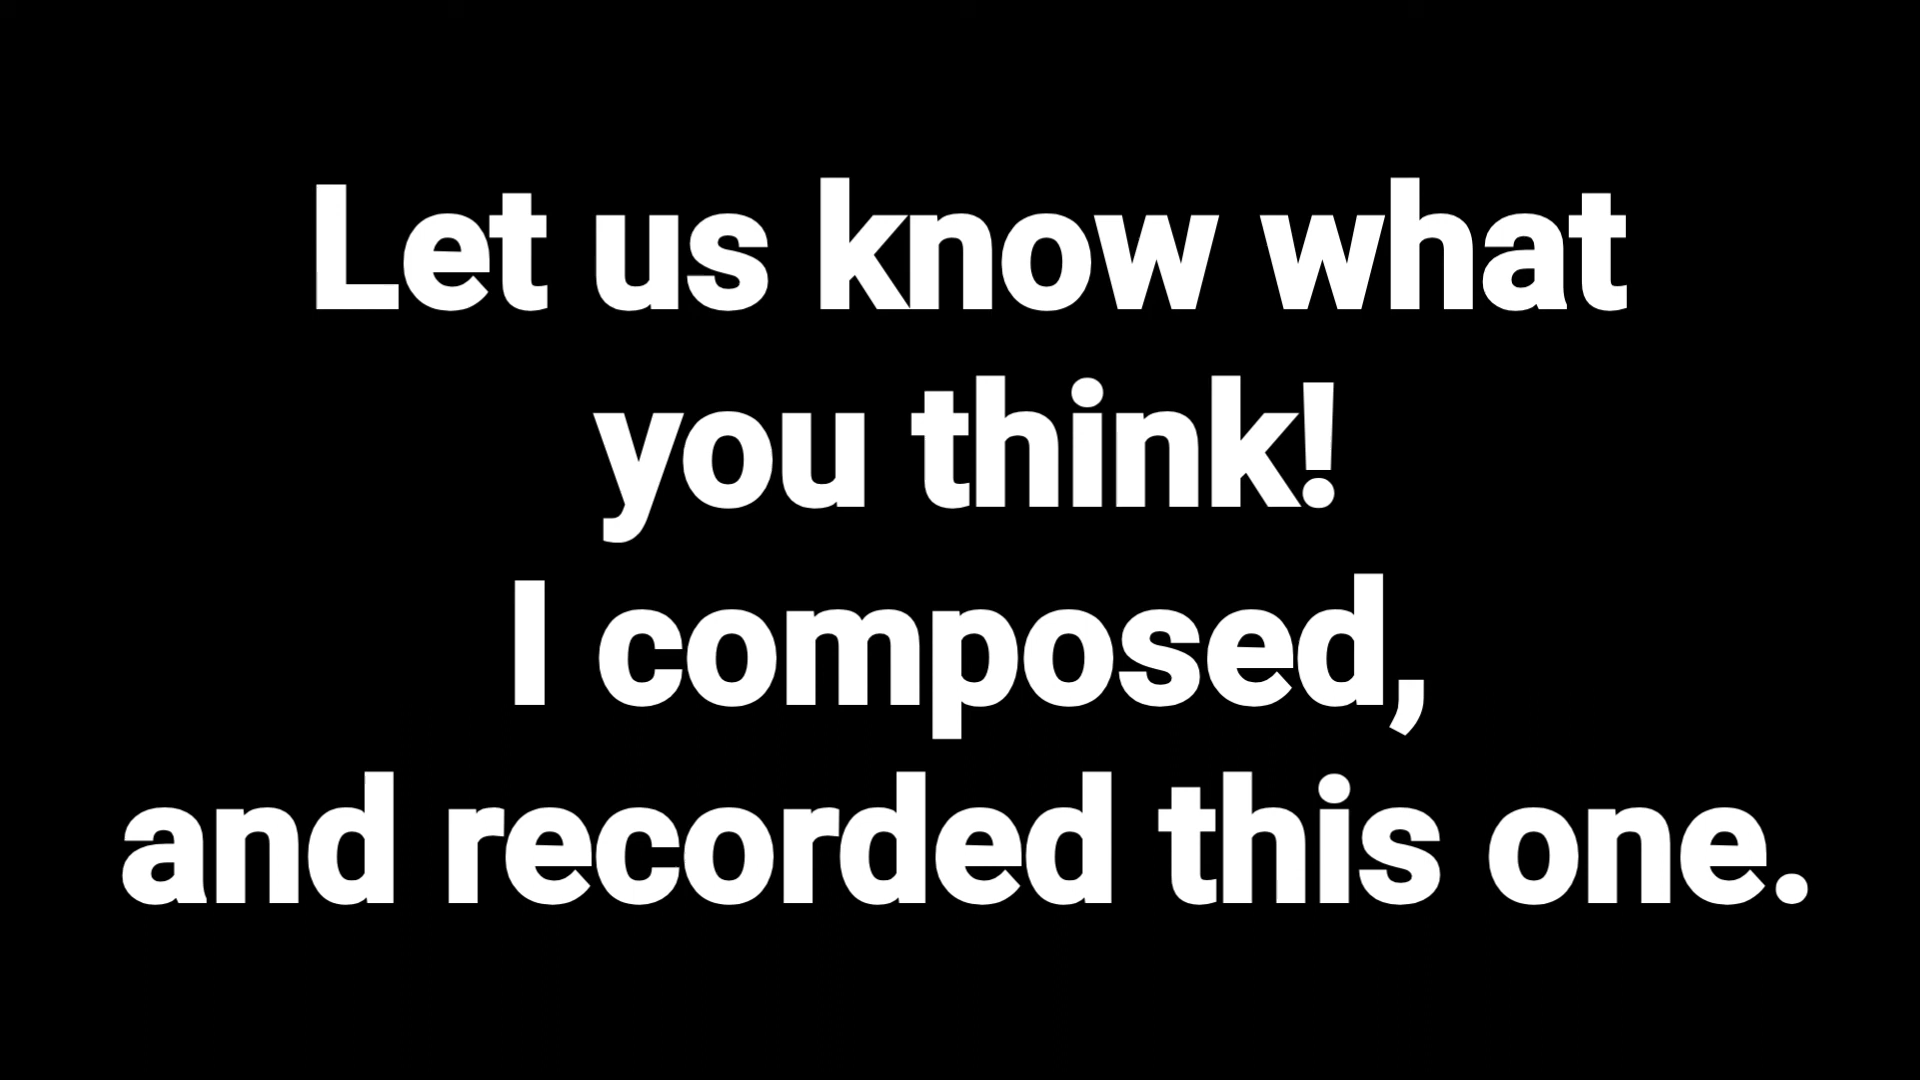 Let us know what
you think!
I composed,
and recorded this one.